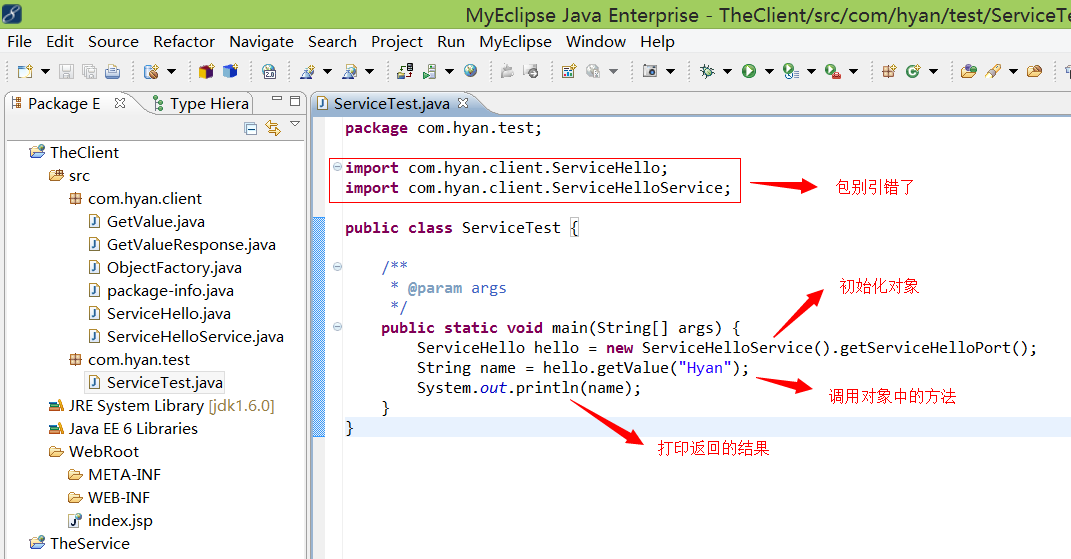 MyEclipse Java Enterprise - TheClient/src/com/hyan/test/ServiceTe
File Edit Source Refactor Navigate Search Project Run MyEclipse Window Help
Package E Type Hiera
TheClient
src
com.hyan.client
GetValue.java
GetValueResponse.java
ObjectFactory.java
package-info.java
ServiceHello.java
ServiceHelloService.java
com.hyan.test
ServiceTest.java
JRE System Library [jdk1.6.0]
Java EE 6 Libraries
WebRoot
META-INF
WEB-INF
index.jsp
TheService
ServiceTest.java
package com.hyan.test;
import com.hyan.client.ServiceHello;
import com.hyan.client.ServiceHelloService;
包别引错了
public class ServiceTest {
/**
* @param args
*/
初始化对象
public static void main(String[] args) {
ServiceHello hello = new ServiceHelloService().getServiceHelloPort();
String name = hello.getValue("Hyan");
System.out.println(name);
调用对象中的方法
}
}
打印返回的结果